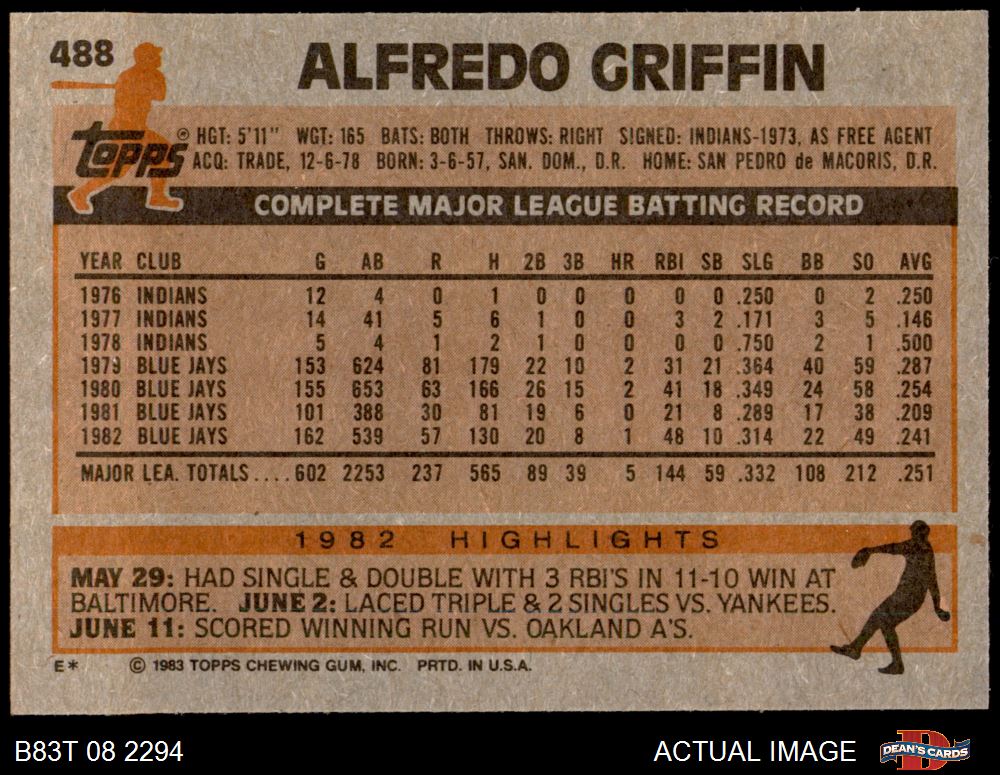 488
ALFREDO GRIFFIN
Topps ® HGT: 5'11" WGT: 165 BATS: BOTH THROWS: RIGHT SIGNED: INDIANS-1973, AS FREE AGENT
ACQ: TRADE, 12-6-78 BORN: 3-6-57, SAN. DOM., D.R. HOME: SAN PEDRO de MACORIS, D.R.
COMPLETE MAJOR LEAGUE BATTING RECORD
YEAR CLUB G AB R H 2B 3B HR RBI SB SLG BB SO AVG
1976 INDIANS 12 4 0 1 0 0 0 0 0 .250 0 2 .250
1977 INDIANS 14 41 5 6 1 0 0 3 2 .171 3 5 .146
1978 INDIANS 5 4 1 2 1 0 0 0 0 .750 2 1 .500
1979 BLUE JAYS 153 624 81 179 22 10 2 31 21 .364 40 59 .287
1980 BLUE JAYS 155 653 63 166 26 15 2 41 18 .349 24 58 .254
1981 BLUE JAYS 101 388 30 81 19 6 0 21 8 .289 17 38 .209
1982 BLUE JAYS 162 539 57 130 20 8 1 48 10 .314 22 49 .241
MAJOR LEA. TOTALS....602 2253 237 565 89 39 5 144 59 .332 108 212 .251
1982 HIGHLIGHTS
MAY 29: HAD SINGLE & DOUBLE WITH 3 RBI'S IN 11-10 WIN AT
BALTIMORE. JUNE 2: LACED TRIPLE & 2 SINGLES VS. YANKEES.
JUNE 11: SCORED WINNING RUN VS. OAKLAND A'S.
E* © 1983 TOPPS CHEWING GUM, INC. PRTD. IN U.S.A.
B83T 08 2294 ACTUAL IMAGE D DEAN'S CARDS